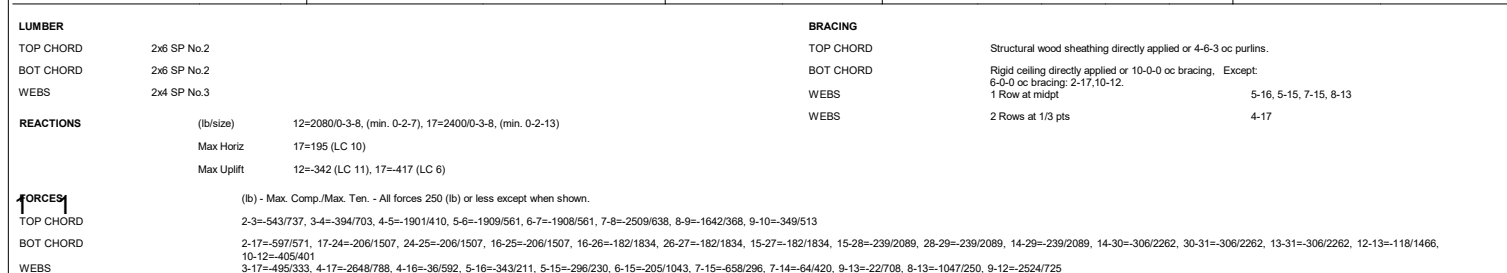 LUMBER
TOP CHORD 2x6 SP No.2
BOT CHORD 2x6 SP No.2
WEBS 2x4 SP No.3
BRACING
TOP CHORD Structural wood sheathing directly applied or 4-6-3 oc purlins.
BOT CHORD Rigid ceiling directly applied or 10-0-0 oc bracing, Except:
6-0-0 oc bracing: 2-17,10-12.
WEBS 1 Row at midpt 5-16, 5-15, 7-15, 8-13
WEBS 2 Rows at 1/3 pts 4-17
REACTIONS (lb/size) 12=2080/0-3-8, (min. 0-2-7), 17=2400/0-3-8, (min. 0-2-13)
Max Horiz 17=195 (LC 10)
Max Uplift 12=-342 (LC 11), 17=-417 (LC 6)
FORCES (lb) - Max. Comp./Max. Ten. - All forces 250 (lb) or less except when shown.
1 1
TOP CHORD 2-3=-543/737, 3-4=-394/703, 4-5=-1901/410, 5-6=-1909/561, 6-7=-1908/561, 7-8=-2509/638, 8-9=-1642/368, 9-10=-349/513
BOT CHORD 2-17=-597/571, 17-24=-206/1507, 24-25=-206/1507, 16-25=-206/1507, 16-26=-182/1834, 26-27=-182/1834, 15-27=-182/1834, 15-28=-239/2089, 28-29=-239/2089, 14-29=-239/2089, 14-30=-306/2262, 30-31=-306/2262, 13-31=-306/2262, 12-13=-118/1466,
10-12=-405/401
WEBS 3-17=-495/333, 4-17=-2648/788, 4-16=-36/592, 5-16=-343/211, 5-15=-296/230, 6-15=-205/1043, 7-15=-658/296, 7-14=-64/420, 9-13=-22/708, 8-13=-1047/250, 9-12=-2524/725